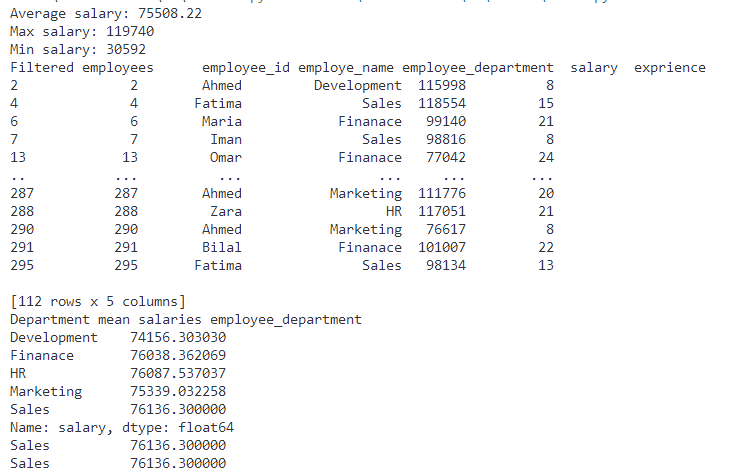 Average salary: 75508.22
Max salary: 119740
Min salary: 30592
Filtered employees      employee_id employe_name employee_department  salary  exprience
2              2        Ahmed         Development  115998         8
4              4       Fatima               Sales  118554        15
6              6        Maria            Finanace   99140        21
7              7         Iman               Sales   98816         8
13            13         Omar            Finanace   77042        24
..           ...          ...                 ...     ...       ...
287          287        Ahmed           Marketing  111776        20
288          288         Zara                  HR  117051        21
290          290        Ahmed           Marketing   76617         8
291          291        Bilal            Finanace  101007        22
295          295       Fatima               Sales   98134        13
[112 rows x 5 columns]
Department mean salaries employee_department
Development    74156.303030
Finanace       76038.362069
HR             76087.537037
Marketing      75339.032258
Sales          76136.300000
Name: salary, dtype: float64
Sales          76136.300000
Sales          76136.300000